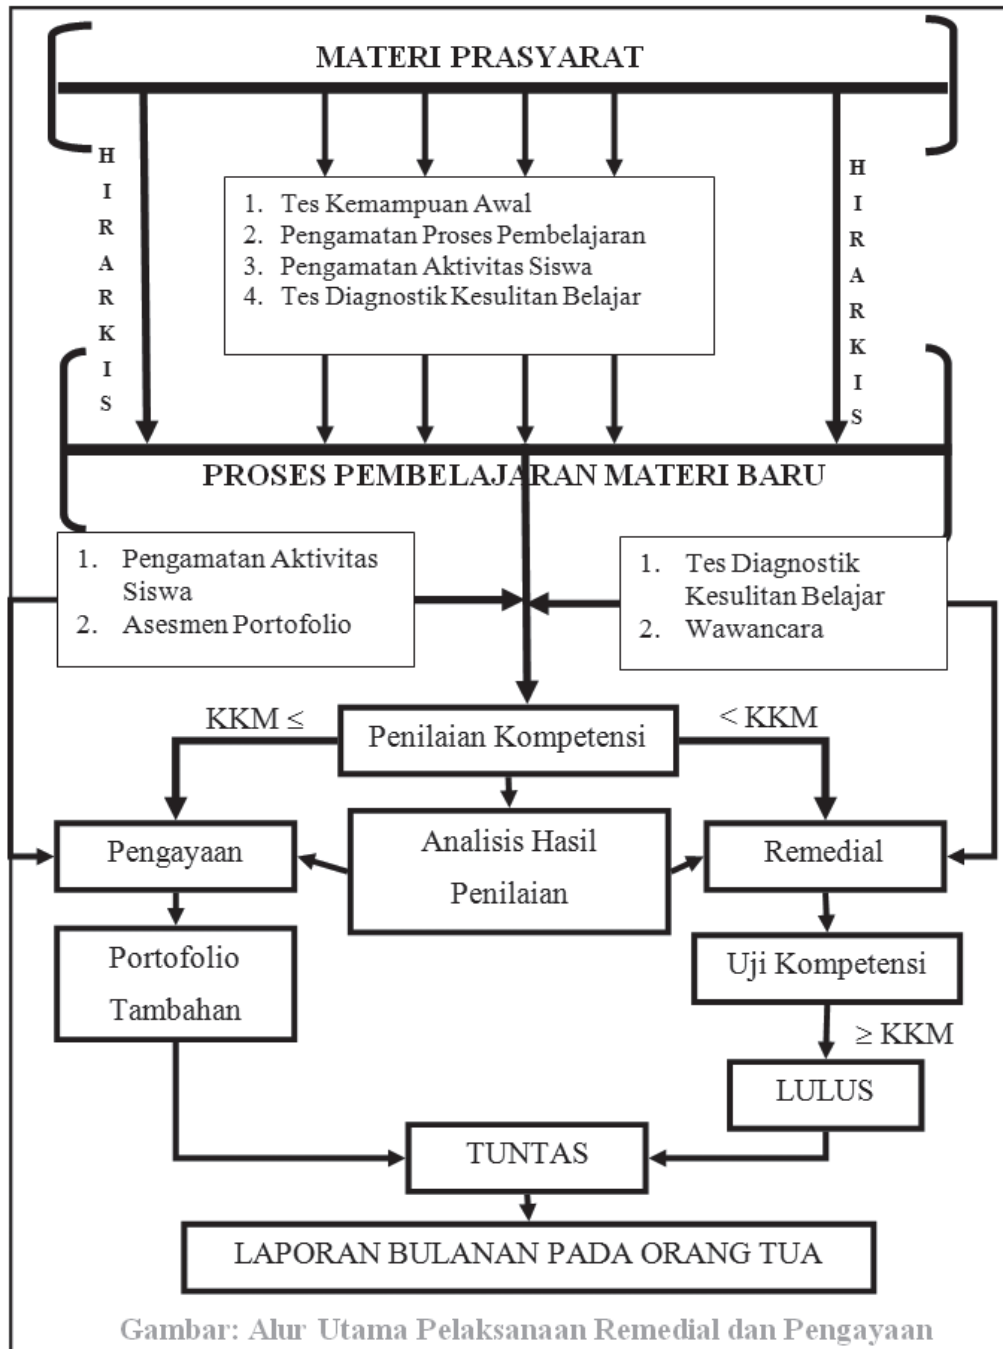 MATERI PRASYARAT
HIRARKIS
HIRARKIS
1. Tes Kemampuan Awal
2. Pengamatan Proses Pembelajaran
3. Pengamatan Aktivitas Siswa
4. Tes Diagnostik Kesulitan Belajar
PROSES PEMBELAJARAN MATERI BARU
1. Pengamatan Aktivitas
Siswa
2. Asesmen Portofolio
1. Tes Diagnostik
Kesulitan Belajar
2. Wawancara
KKM ≤
Penilaian Kompetensi
< KKM
Pengayaan
Analisis Hasil
Penilaian
Remedial
Portofolio
Tambahan
Uji Kompetensi
≥ KKM
LULUS
TUNTAS
LAPORAN BULANAN PADA ORANG TUA
Gambar: Alur Utama Pelaksanaan Remedial dan Pengayaan